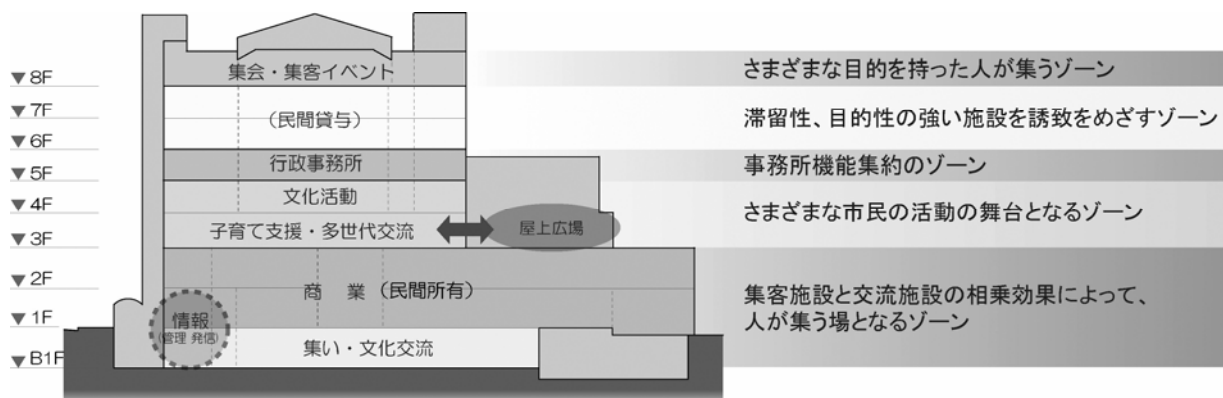 ▼8F
集会・集客イベント
さまざまな目的を持った人が集うゾーン
▼7F
(民間貸与)
滞留性、目的性の強い施設を誘致をめざすゾーン
▼6F
行政事務所
事務所機能集約のゾーン
▼5F
文化活動
▼4F
子育て支援・多世代交流
屋上広場
さまざまな市民の活動の舞台となるゾーン
▼3F
▼2F
商 業 (民間所有)
集客施設と交流施設の相乗効果によって、
人が集う場となるゾーン
▼1F
情報
(管理 発信)
集い・文化交流
▼B1F